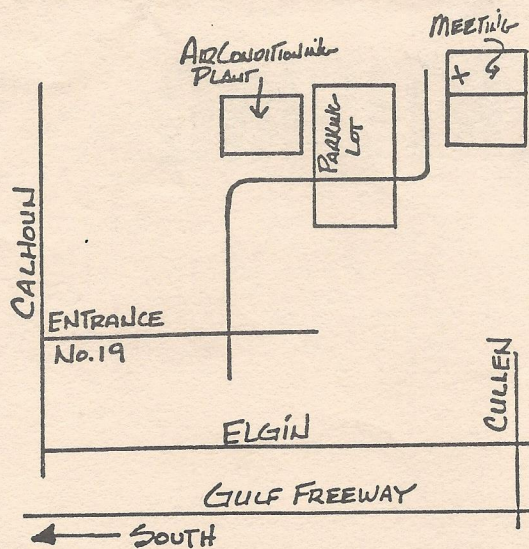 MEETING
X
AIR CONDITIONING
PLANT
PARKING
LOT
CALHOUN
ENTRANCE
No. 19
CULLEN
ELGIN
GULF FREEWAY
SOUTH